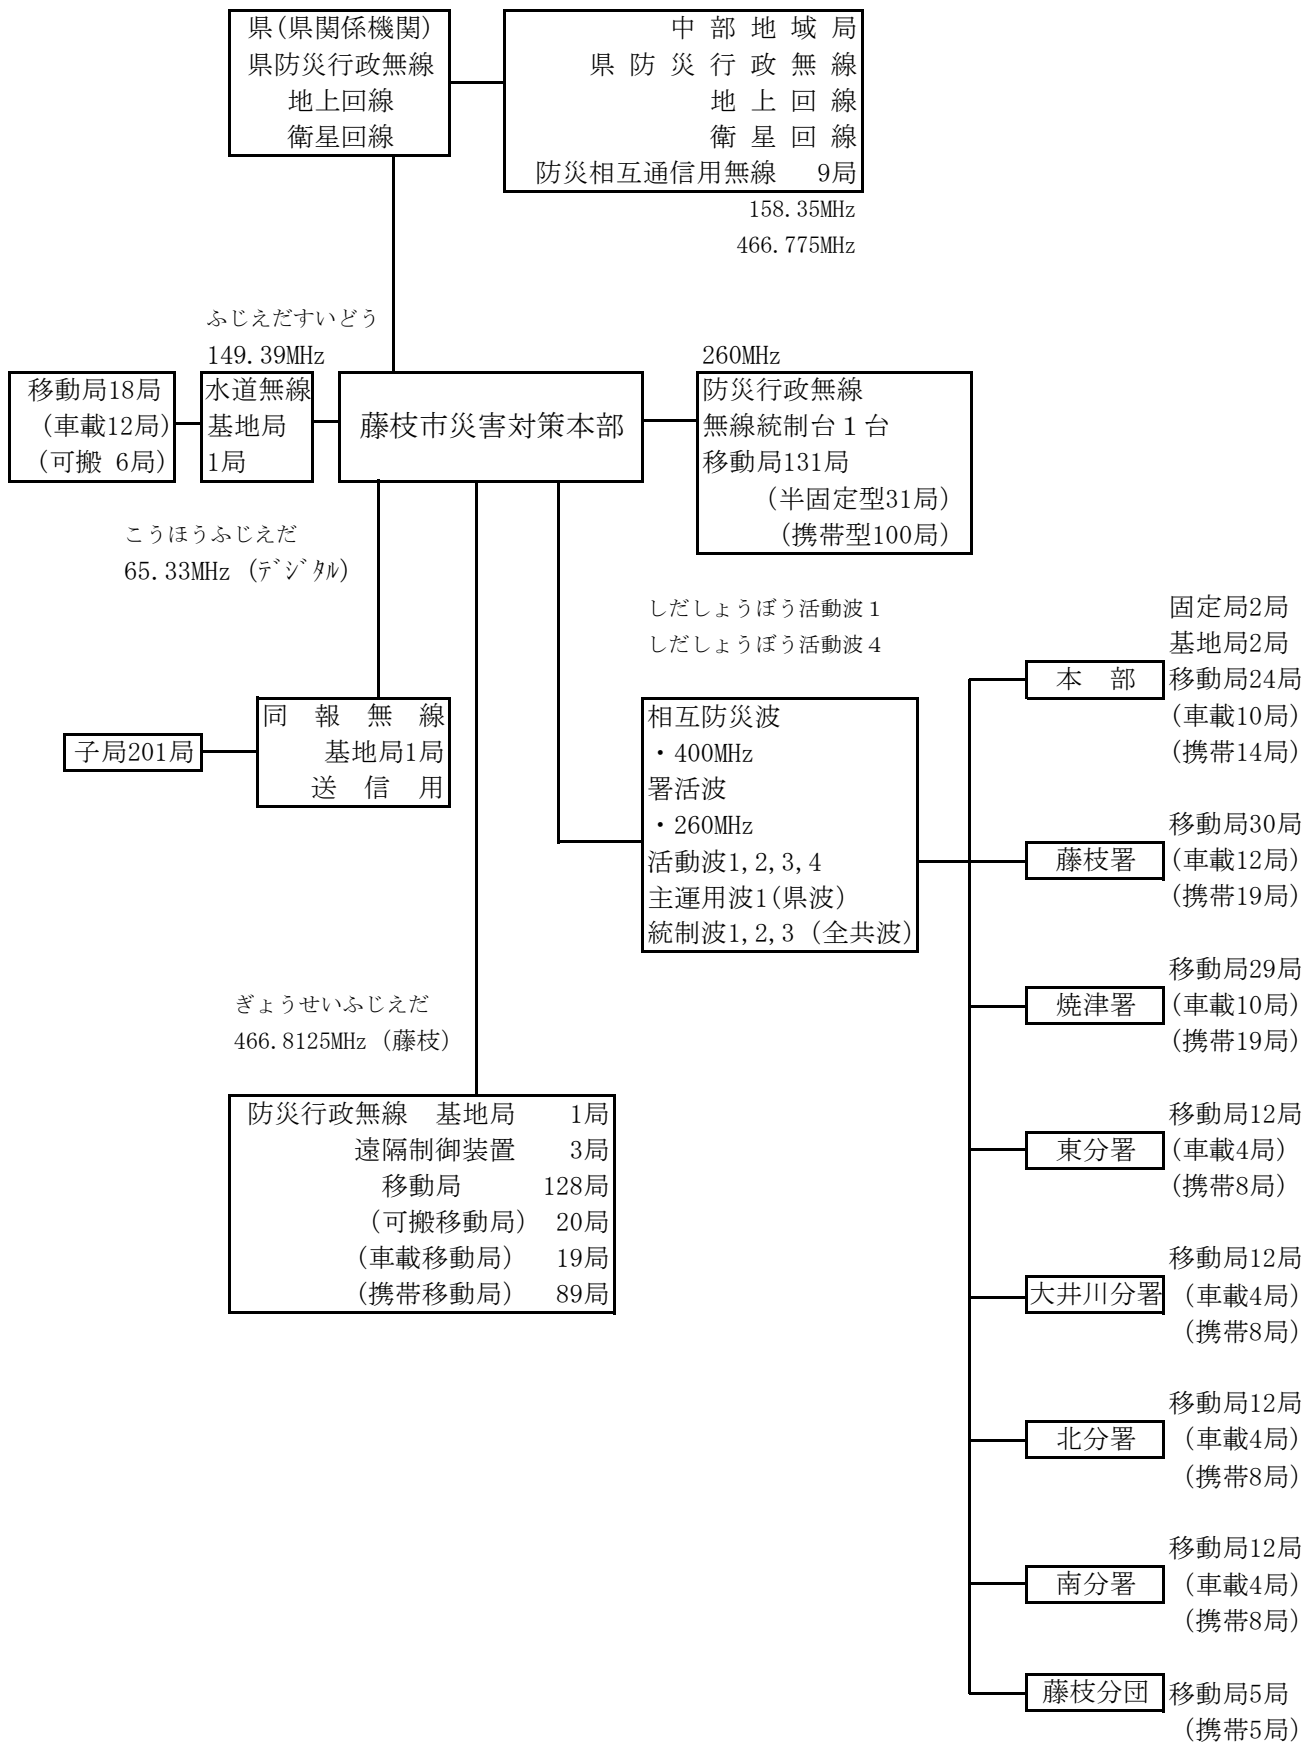 県(県関係機関)
県防災行政無線
地上回線
衛星回線
中部地域局
県防災行政無線
地上回線
衛星回線
防災相互通信用無線 9局
158.35MHz
466.775MHz
ふじえだすいどう
149.39MHz
移動局18局
(車載12局)
(可搬 6局)
水道無線
基地局
1局
藤枝市災害対策本部
260MHz
防災行政無線
無線統制台1台
移動局131局
(半固定型31局)
(携帯型100局)
こうほうふじえだ
65.33MHz (ﾃﾞｼﾞﾀﾙ)
子局201局
同報無線
基地局1局
送信用
しだしょうぼう活動波1
しだしょうぼう活動波4
相互防災波
・400MHz
署活波
・260MHz
活動波1,2,3,4
主運用波1(県波)
統制波1,2,3 (全共波)
ぎょうせいふじえだ
466.8125MHz (藤枝)
防災行政無線 基地局 1局
遠隔制御装置 3局
移動局 128局
(可搬移動局) 20局
(車載移動局) 19局
(携帯移動局) 89局
本 部
固定局2局
基地局2局
移動局24局
(車載10局)
(携帯14局)
藤枝署
移動局30局
(車載12局)
(携帯19局)
焼津署
移動局29局
(車載10局)
(携帯19局)
東分署
移動局12局
(車載4局)
(携帯8局)
大井川分署
移動局12局
(車載4局)
(携帯8局)
北分署
移動局12局
(車載4局)
(携帯8局)
南分署
移動局12局
(車載4局)
(携帯8局)
藤枝分団
移動局5局
(携帯5局)